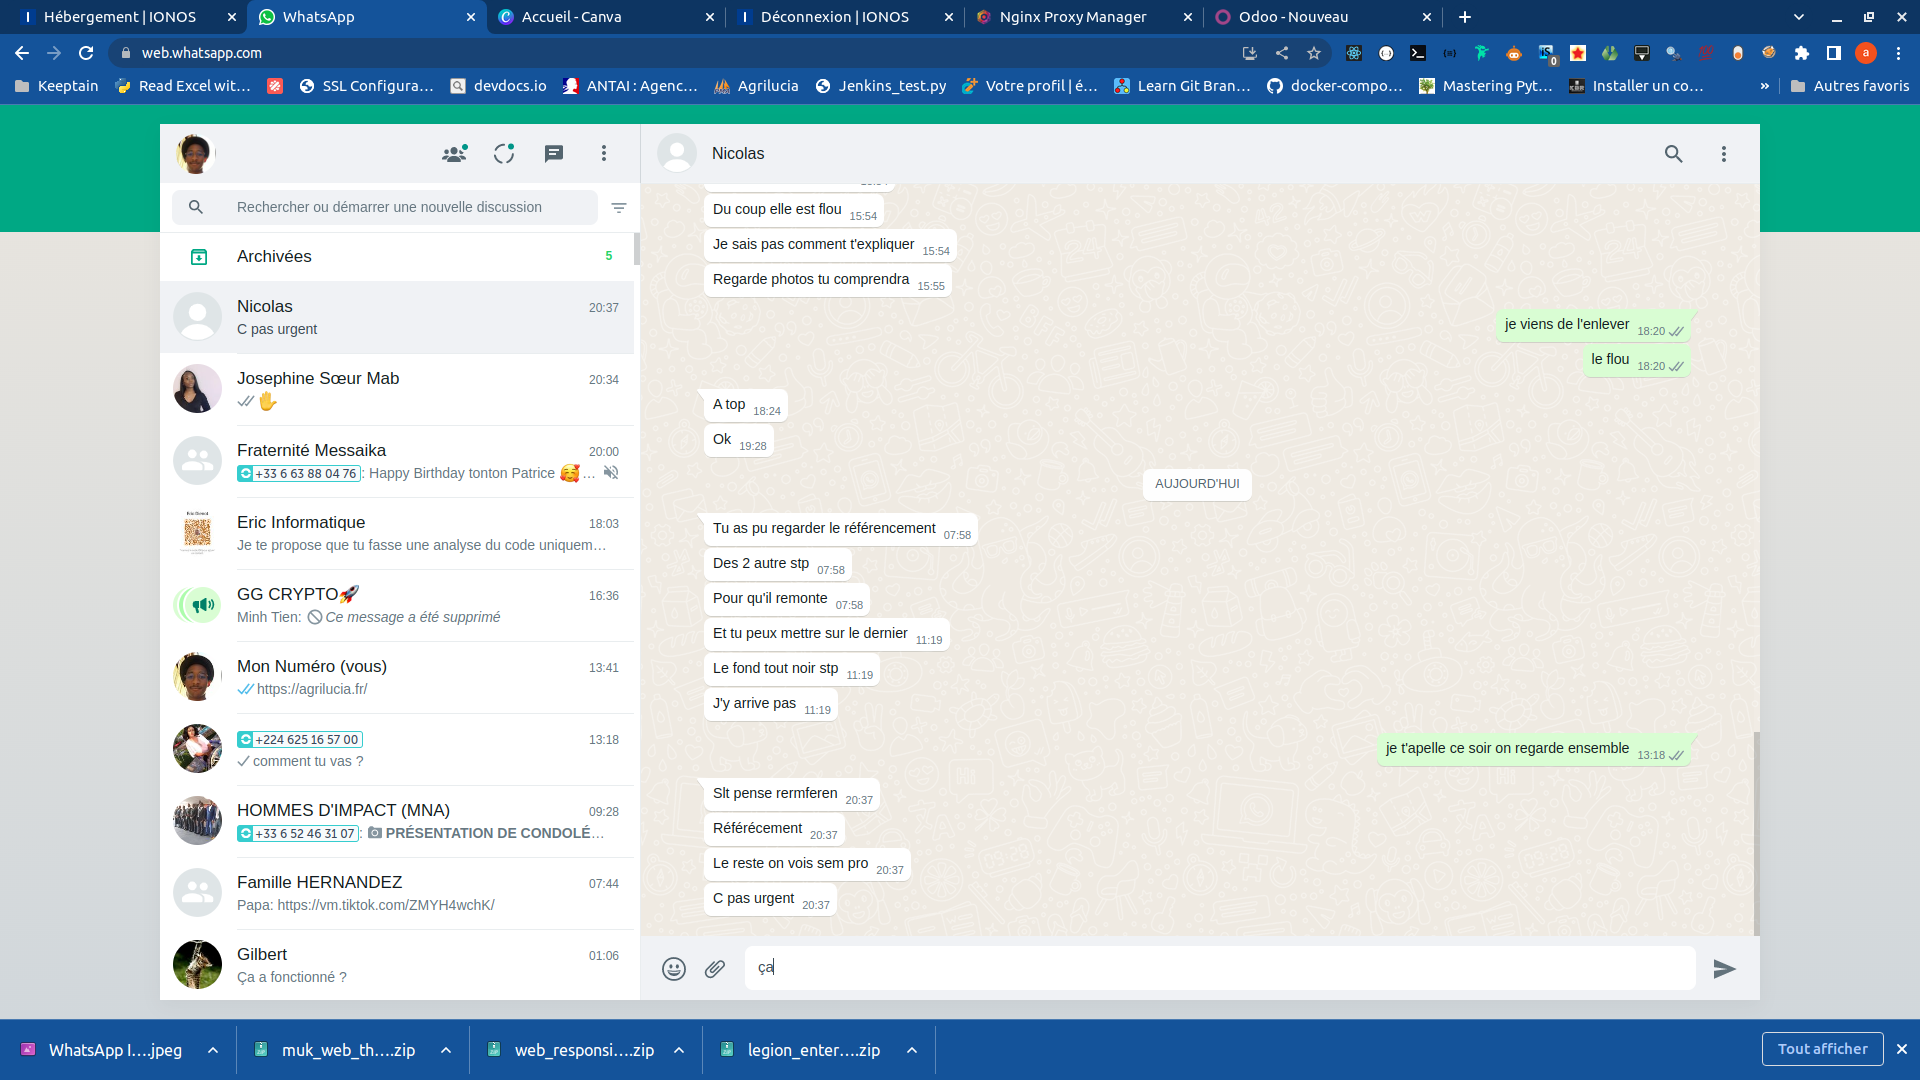 Hébergement | IONOS
WhatsApp
Accueil - Canva
Déconnexion | IONOS
Nginx Proxy Manager
Odoo - Nouveau
web.whatsapp.com
Keeptain
Read Excel wit…
SSL Configura…
devdocs.io
ANTAI : Agenc…
Agrilucia
Jenkins_test.py
Votre profil | é…
Learn Git Bran…
docker-compo…
Mastering Pyt…
Installer un co…
»
Autres favoris
Nicolas
Rechercher ou démarrer une nouvelle discussion
Archivées
5
Nicolas
20:37
C pas urgent
Josephine Sœur Mab
20:34
🤚
Fraternité Messaika
20:00
+33 6 63 88 04 76: Happy Birthday tonton Patrice 🥰 …
Eric Informatique
18:03
Je te propose que tu fasse une analyse du code uniquem…
GG CRYPTO🚀
16:36
Minh Tien: Ce message a été supprimé
Mon Numéro (vous)
13:41
https://agrilucia.fr/
+224 625 16 57 00
13:18
comment tu vas ?
HOMMES D'IMPACT (MNA)
09:28
+33 6 52 46 31 07: PRÉSENTATION DE CONDOLÉ…
Famille HERNANDEZ
07:44
Papa: https://vm.tiktok.com/ZMYH4wchK/
Gilbert
01:06
Ça a fonctionné ?
Du coup elle est flou 15:54
Je sais pas comment t'expliquer 15:54
Regarde photos tu comprendra 15:55
je viens de l'enlever 18:20
le flou 18:20
A top 18:24
Ok 19:28
AUJOURD'HUI
Tu as pu regarder le référencement 07:58
Des 2 autre stp 07:58
Pour qu'il remonte 07:58
Et tu peux mettre sur le dernier 11:19
Le fond tout noir stp 11:19
J'y arrive pas 11:19
je t'apelle ce soir on regarde ensemble 13:18
Slt pense rermferen 20:37
Référécement 20:37
Le reste on vois sem pro 20:37
C pas urgent 20:37
ça
WhatsApp I….jpeg
muk_web_th….zip
web_responsi….zip
legion_enter….zip
Tout afficher